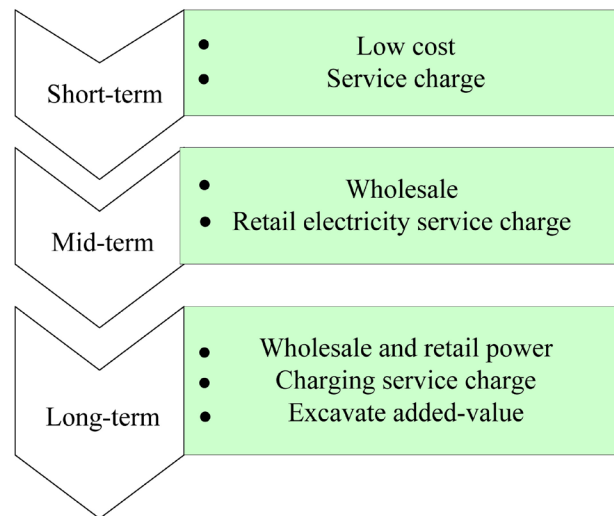 Short-term
• Low cost
• Service charge
Mid-term
• Wholesale
• Retail electricity service charge
Long-term
• Wholesale and retail power
• Charging service charge
• Excavate added-value